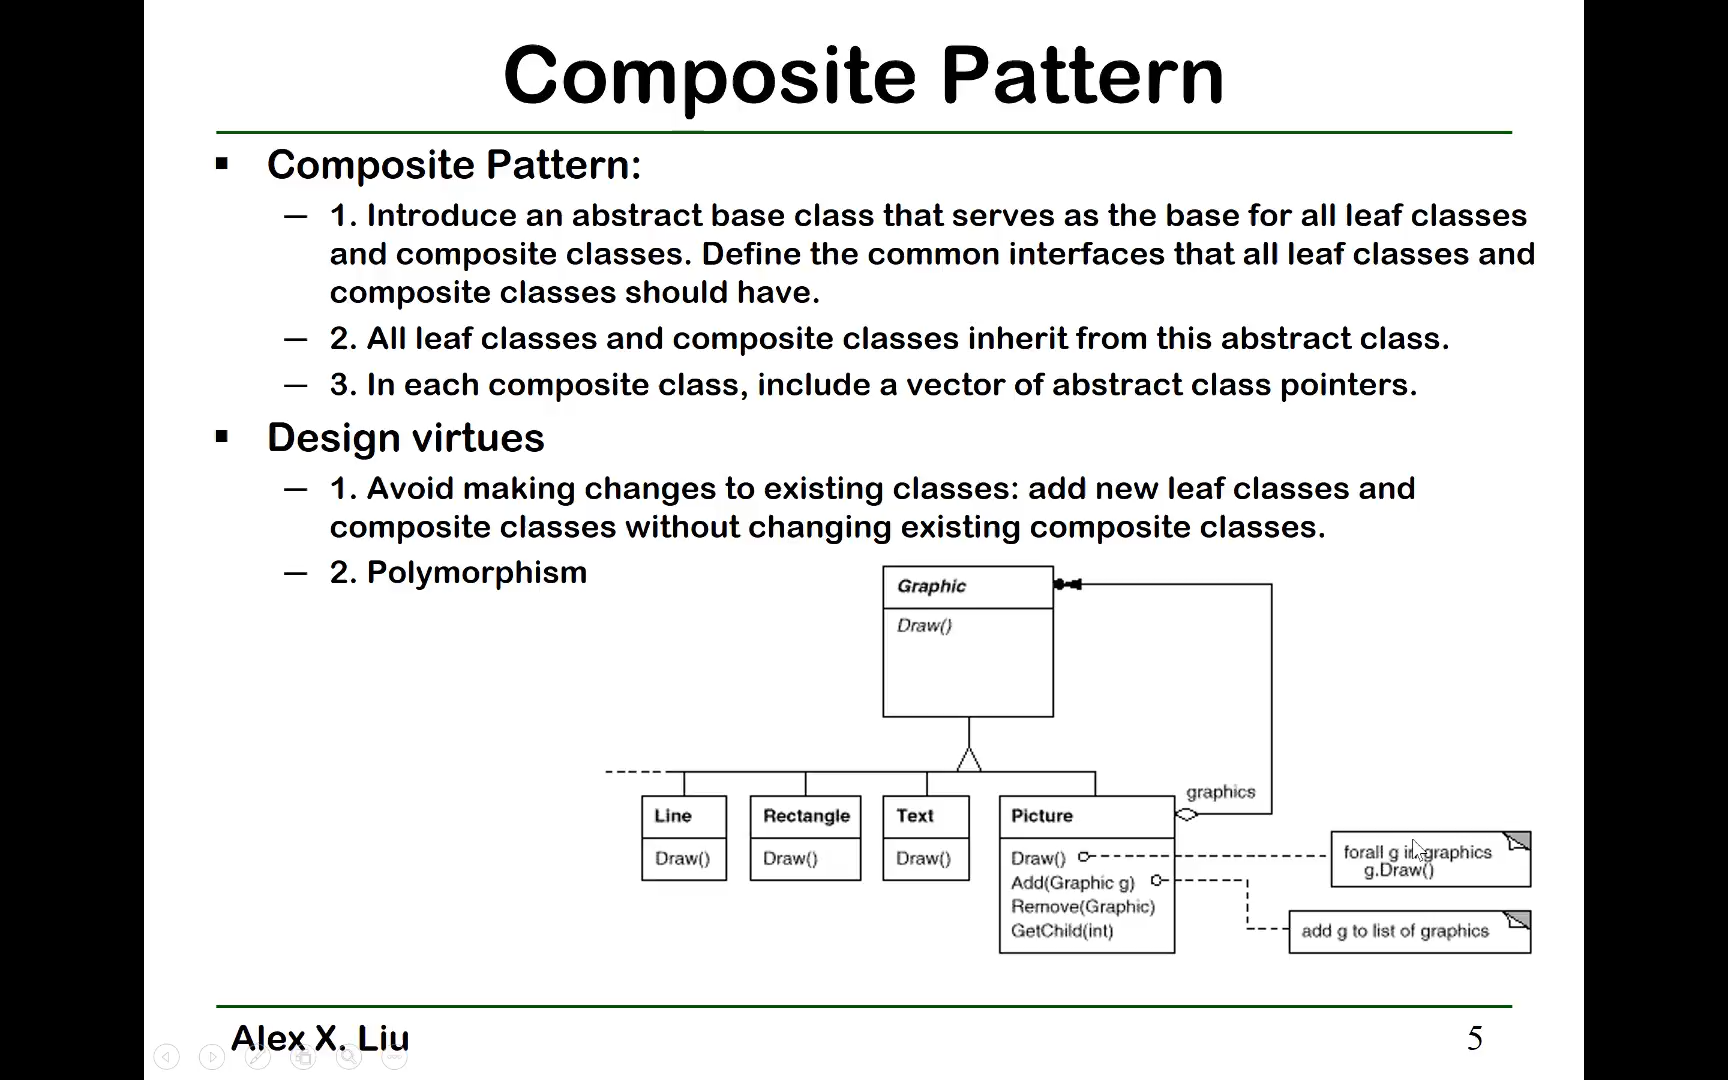 Composite Pattern
▪ Composite Pattern:
– 1. Introduce an abstract base class that serves as the base for all leaf classes
and composite classes. Define the common interfaces that all leaf classes and
composite classes should have.
– 2. All leaf classes and composite classes inherit from this abstract class.
– 3. In each composite class, include a vector of abstract class pointers.
▪ Design virtues
– 1. Avoid making changes to existing classes: add new leaf classes and
composite classes without changing existing composite classes.
– 2. Polymorphism
Graphic
Draw()
graphics
Line
Draw()
Rectangle
Draw()
Text
Draw()
Picture
Draw()
Add(Graphic g)
Remove(Graphic)
GetChild(int)
forall g in graphics
g.Draw()
add g to list of graphics
Alex X. Liu
5